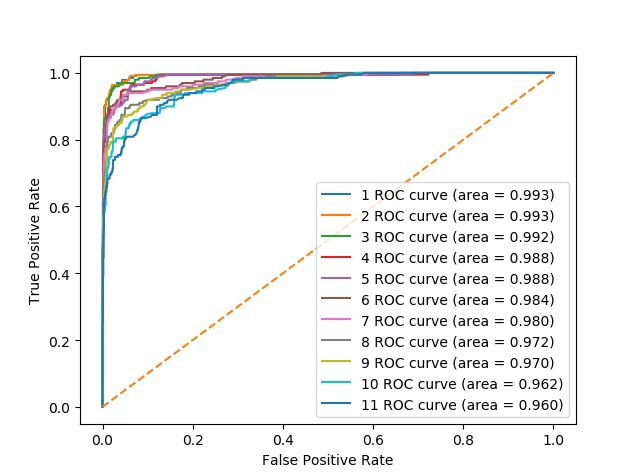 1.0
0.8
0.6
0.4
0.2
0.0
True Positive Rate
1 ROC curve (area = 0.993)
2 ROC curve (area = 0.993)
3 ROC curve (area = 0.992)
4 ROC curve (area = 0.988)
5 ROC curve (area = 0.988)
6 ROC curve (area = 0.984)
7 ROC curve (area = 0.980)
8 ROC curve (area = 0.972)
9 ROC curve (area = 0.970)
10 ROC curve (area = 0.962)
11 ROC curve (area = 0.960)
0.0 0.2 0.4 0.6 0.8 1.0
False Positive Rate